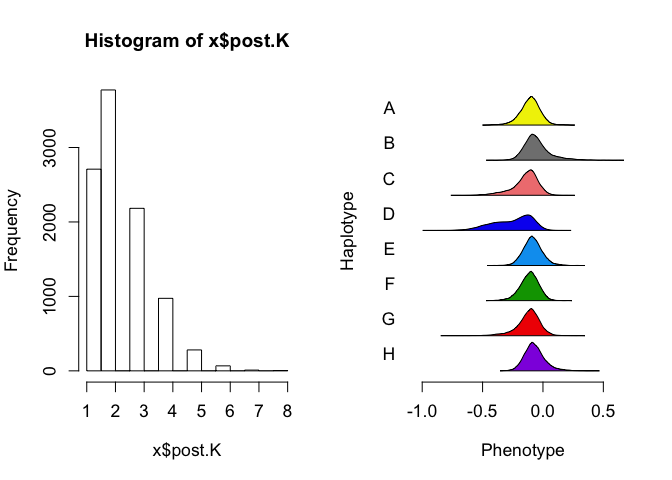 Histogram of x$post.K
Frequency
0
1000
2000
3000
1 2 3 4 5 6 7 8
x$post.K
Haplotype
A
B
C
D
E
F
G
H
-1.0 -0.5 0.0 0.5
Phenotype